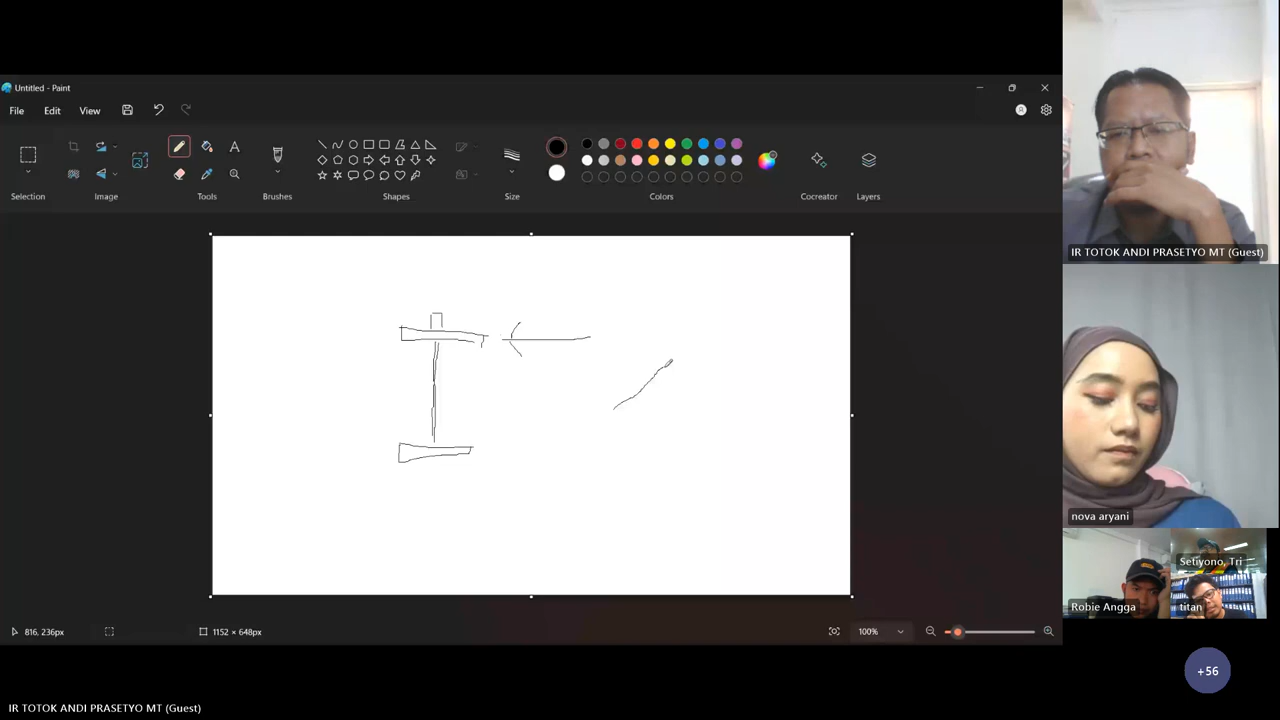 Untitled - Paint
File Edit View
Selection Image Tools Brushes Shapes Size Colors Cocreator Layers
816, 236px 1152 × 648px 100%
IR TOTOK ANDI PRASETYO MT (Guest)
nova aryani
Robie Angga
Setiyono, Tri
titan
+56
IR TOTOK ANDI PRASETYO MT (Guest)